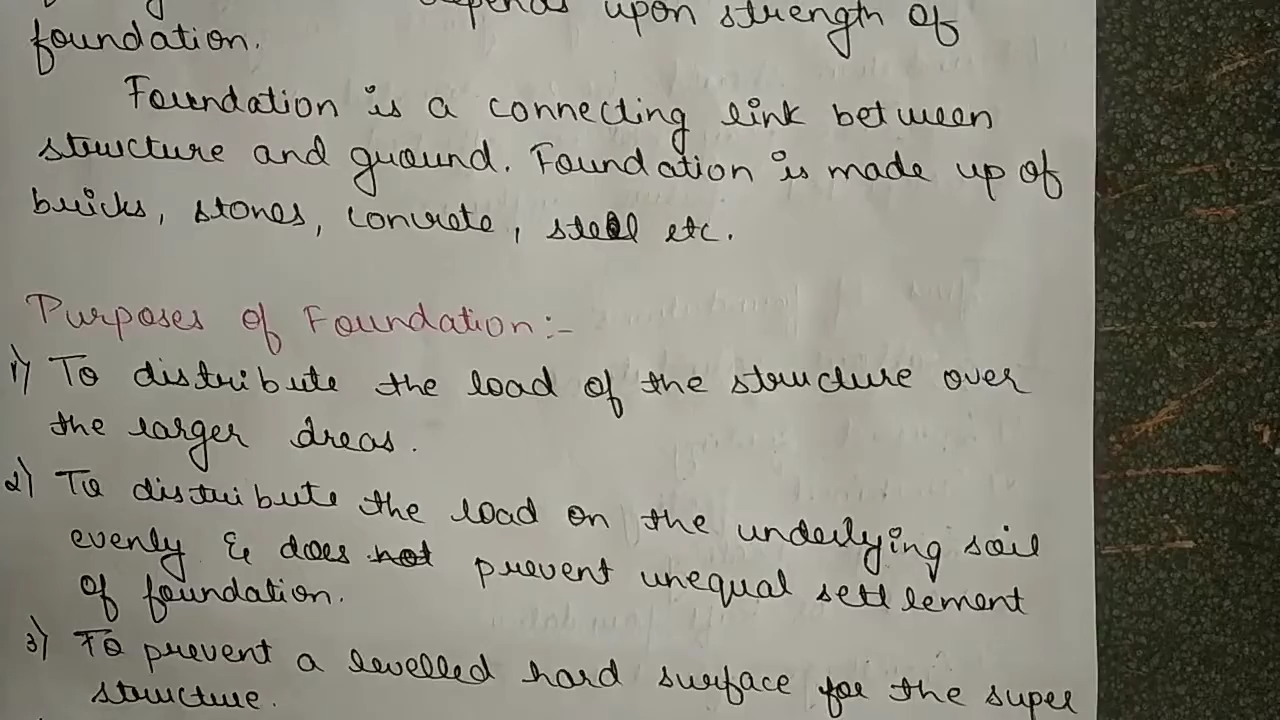 depends upon strength of
foundation.
Foundation is a connecting link between
structure and ground. Foundation is made up of
bricks, stones, concrete, steel etc.
Purposes of Foundation:-
1) To distribute the load of the structure over
the larger areas.
2) To distribute the load on the underlying soil
evenly & does not prevent unequal settlement
of foundation.
3) To prevent a levelled hard surface for the super
structure.